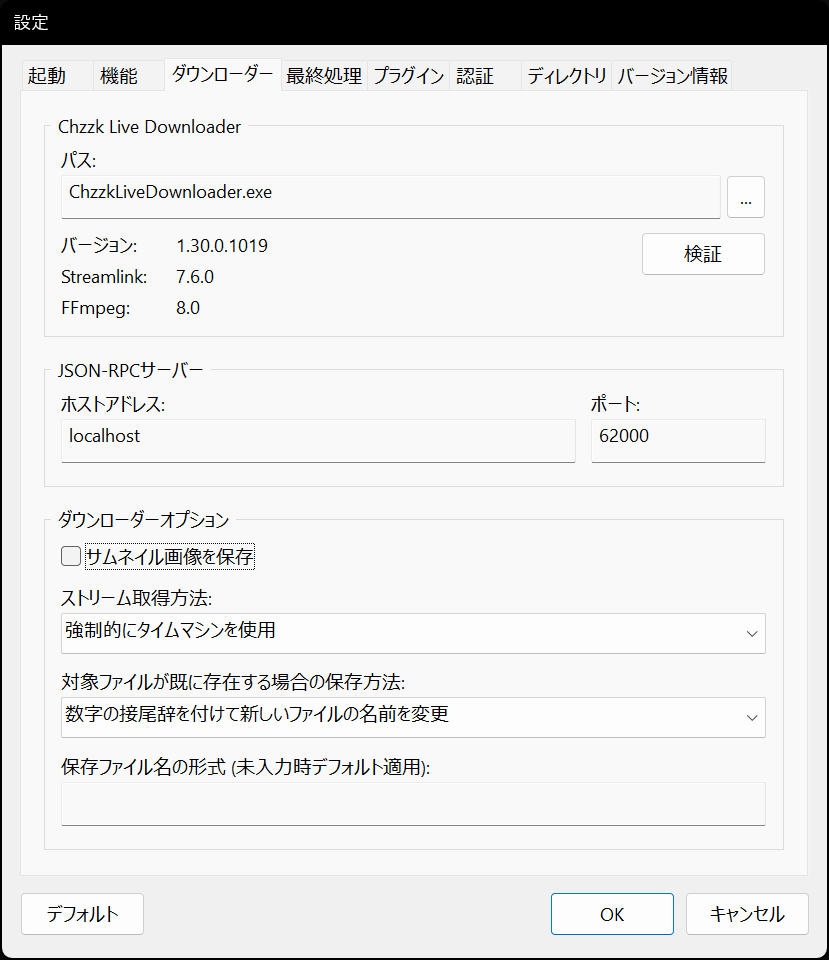 設定
起動 機能 ダウンローダー 最終処理 プラグイン 認証 ディレクトリ バージョン情報
Chzzk Live Downloader
パス:
ChzzkLiveDownloader.exe ...
バージョン: 1.30.0.1019 検証
Streamlink: 7.6.0
FFmpeg: 8.0
JSON-RPCサーバー
ホストアドレス: ポート:
localhost 62000
ダウンローダーオプション
サムネイル画像を保存
ストリーム取得方法:
強制的にタイムマシンを使用
対象ファイルが既に存在する場合の保存方法:
数字の接尾辞を付けて新しいファイルの名前を変更
保存ファイル名の形式 (未入力時デフォルト適用):
デフォルト OK キャンセル